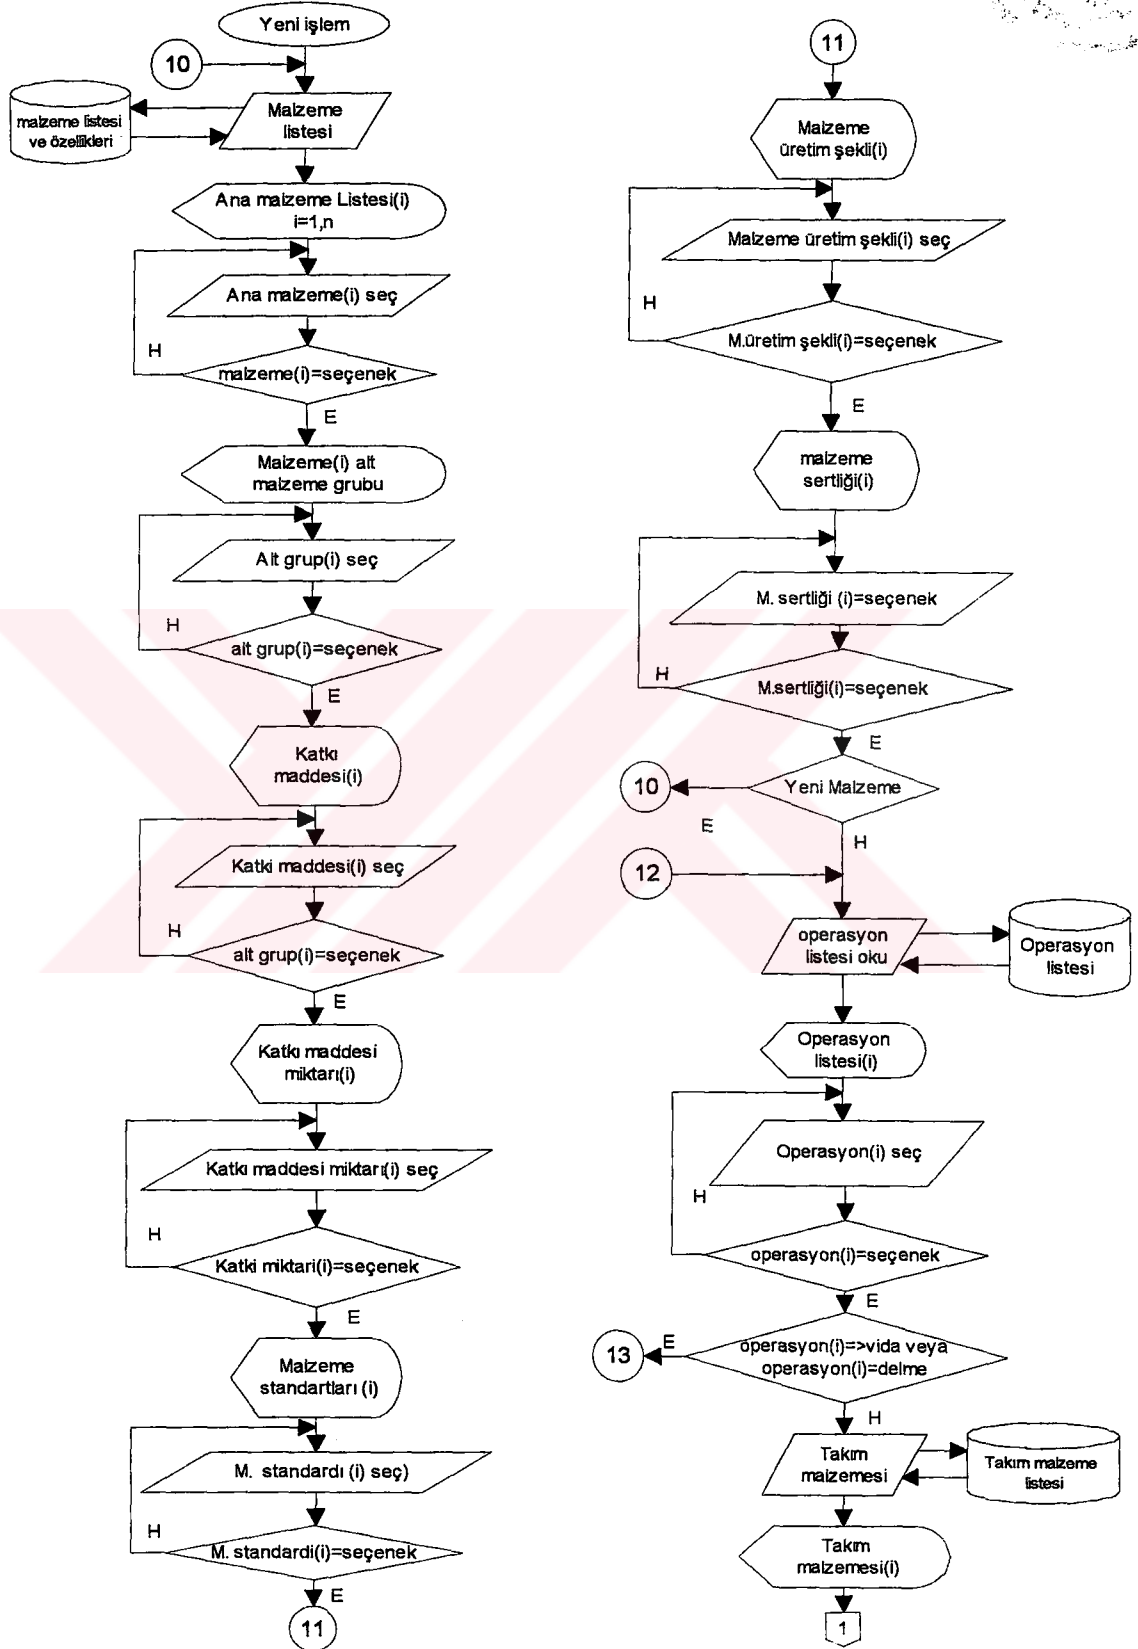 Yeni işlem
10
malzeme listesi
ve özellikleri
Malzeme
listesi
Ana malzeme Listesi(i)
i=1,n
Ana malzeme(i) seç
H
malzeme(i)=seçenek
E
Malzeme(i) alt
malzeme grubu
Alt grup(i) seç
H
alt grup(i)=seçenek
E
Katkı
maddesi(i)
Katki maddesi(i) seç
H
alt grup(i)=seçenek
E
Katkı maddesi
miktarı(i)
Katkı maddesi miktarı(i) seç
H
Katki miktari(i)=seçenek
E
Malzeme
standartları (i)
M. standardı (i) seç)
H
M. standardi(i)=seçenek
E
11
11
Malzeme
üretim şekli(i)
Malzeme üretim şekli(i) seç
H
M.üretim şekli(i)=seçenek
E
malzeme
sertliği(i)
M. sertliği (i)=seçenek
H
M.sertliği(i)=seçenek
E
10
Yeni Malzeme
E
H
12
operasyon
listesi oku
Operasyon
listesi
Operasyon
listesi(i)
Operasyon(i) seç
H
operasyon(i)=seçenek
E
13
E
operasyon(i)=>vida veya
operasyon(i)=delme
H
Takım
malzemesi
Takım malzeme
listesi
Takım
malzemesi(i)
1